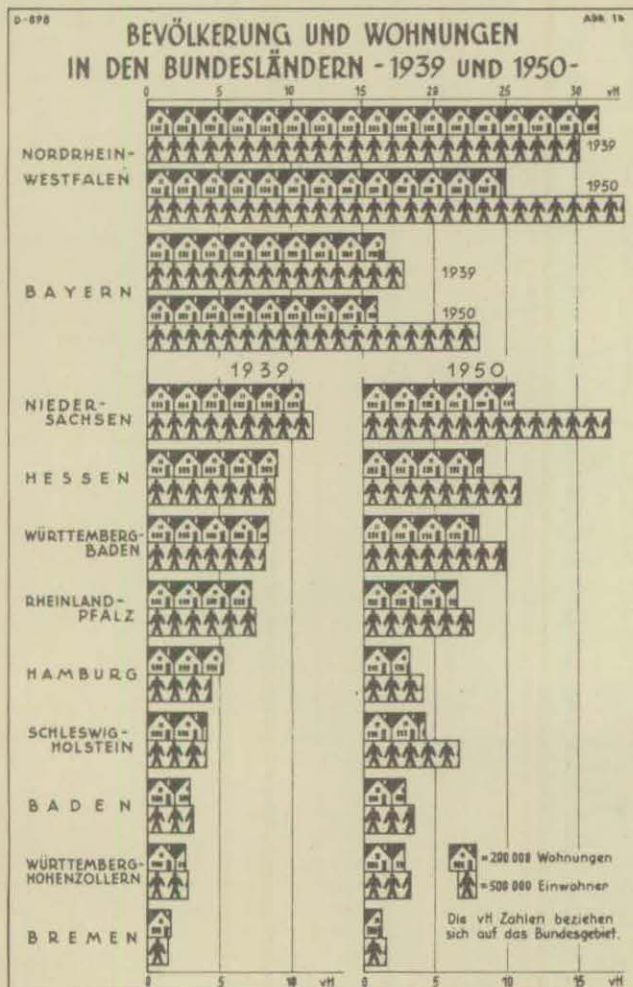 D-898
ABB 1b
BEVÖLKERUNG UND WOHNUNGEN
IN DEN BUNDESLÄNDERN -1939 UND 1950-
0 5 10 15 20 25 30 vH
NORDRHEIN-
WESTFALEN
1939
1950
BAYERN
1939
1950
1939 1950
NIEDER-
SACHSEN
HESSEN
WÜRTTEMBERG-
BADEN
RHEINLAND-
PFALZ
HAMBURG
SCHLESWIG-
HOLSTEIN
BADEN
WÜRTTEMBERG-
HOHENZOLLERN
BREMEN
= 200 000 Wohnungen
= 500 000 Einwohner
Die vH Zahlen beziehen
sich auf das Bundesgebiet.
0 5 10 vH 0 5 10 15 vH